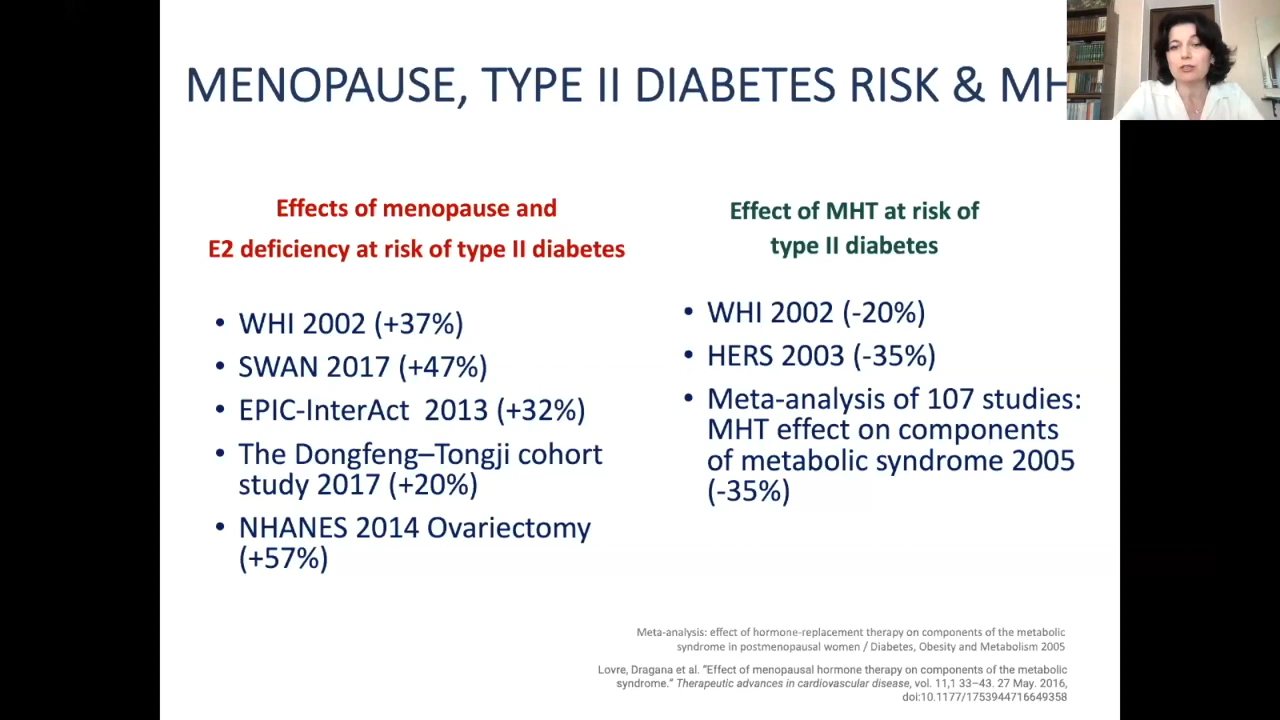 MENOPAUSE, TYPE II DIABETES RISK & MH
Effects of menopause and
E2 deficiency at risk of type II diabetes
• WHI 2002 (+37%)
• SWAN 2017 (+47%)
• EPIC-InterAct 2013 (+32%)
• The Dongfeng–Tongji cohort
study 2017 (+20%)
• NHANES 2014 Ovariectomy
(+57%)
Effect of MHT at risk of
type II diabetes
• WHI 2002 (-20%)
• HERS 2003 (-35%)
• Meta-analysis of 107 studies:
MHT effect on components
of metabolic syndrome 2005
(-35%)
Meta-analysis: effect of hormone-replacement therapy on components of the metabolic
syndrome in postmenopausal women / Diabetes, Obesity and Metabolism 2005
Lovre, Dragana et al. “Effect of menopausal hormone therapy on components of the metabolic
syndrome.” Therapeutic advances in cardiovascular disease, vol. 11,1 33–43. 27 May. 2016,
doi:10.1177/1753944716649358